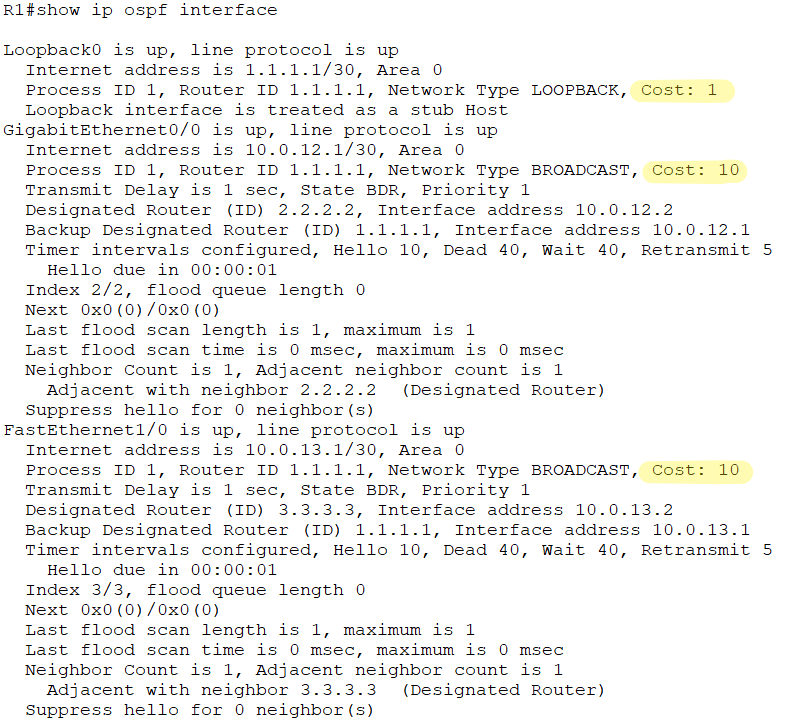 R1#show ip ospf interface

Loopback0 is up, line protocol is up
  Internet address is 1.1.1.1/30, Area 0
  Process ID 1, Router ID 1.1.1.1, Network Type LOOPBACK, Cost: 1
  Loopback interface is treated as a stub Host
GigabitEthernet0/0 is up, line protocol is up
  Internet address is 10.0.12.1/30, Area 0
  Process ID 1, Router ID 1.1.1.1, Network Type BROADCAST, Cost: 10
  Transmit Delay is 1 sec, State BDR, Priority 1
  Designated Router (ID) 2.2.2.2, Interface address 10.0.12.2
  Backup Designated Router (ID) 1.1.1.1, Interface address 10.0.12.1
  Timer intervals configured, Hello 10, Dead 40, Wait 40, Retransmit 5
    Hello due in 00:00:01
  Index 2/2, flood queue length 0
  Next 0x0(0)/0x0(0)
  Last flood scan length is 1, maximum is 1
  Last flood scan time is 0 msec, maximum is 0 msec
  Neighbor Count is 1, Adjacent neighbor count is 1
    Adjacent with neighbor 2.2.2.2  (Designated Router)
  Suppress hello for 0 neighbor(s)
FastEthernet1/0 is up, line protocol is up
  Internet address is 10.0.13.1/30, Area 0
  Process ID 1, Router ID 1.1.1.1, Network Type BROADCAST, Cost: 10
  Transmit Delay is 1 sec, State BDR, Priority 1
  Designated Router (ID) 3.3.3.3, Interface address 10.0.13.2
  Backup Designated Router (ID) 1.1.1.1, Interface address 10.0.13.1
  Timer intervals configured, Hello 10, Dead 40, Wait 40, Retransmit 5
    Hello due in 00:00:01
  Index 3/3, flood queue length 0
  Next 0x0(0)/0x0(0)
  Last flood scan length is 1, maximum is 1
  Last flood scan time is 0 msec, maximum is 0 msec
  Neighbor Count is 1, Adjacent neighbor count is 1
    Adjacent with neighbor 3.3.3.3  (Designated Router)
  Suppress hello for 0 neighbor(s)